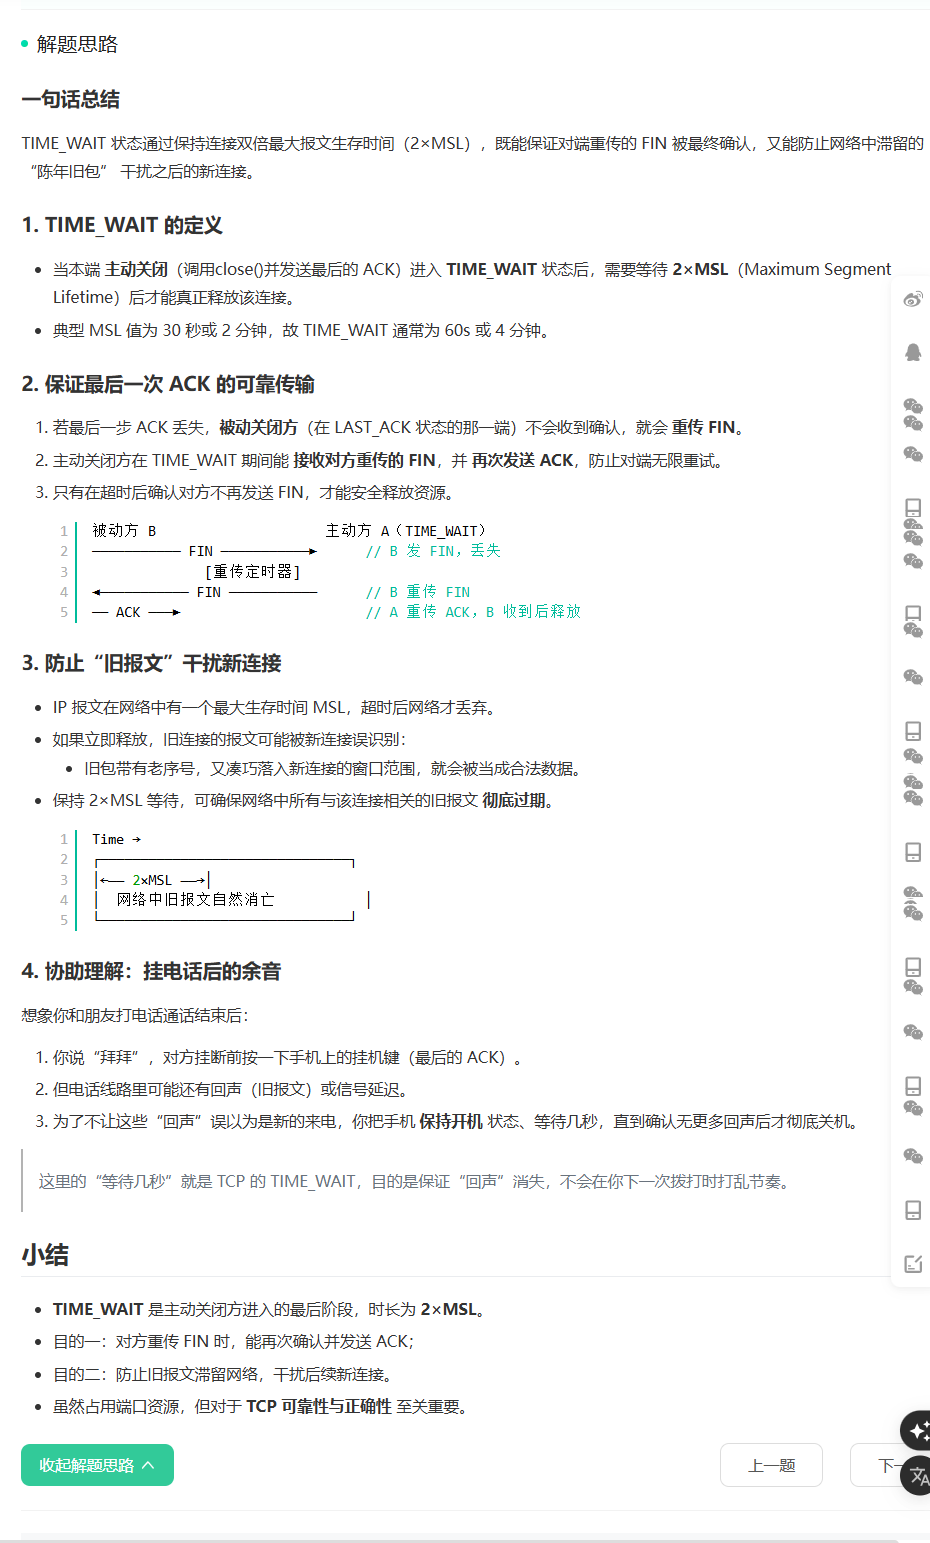 解题思路
一句话总结
TIME_WAIT 状态通过保持连接双倍最大报文生存时间（2×MSL），既能保证对端重传的 FIN 被最终确认，又能防止网络中滞留的
“陈年旧包” 干扰之后的新连接。
1. TIME_WAIT 的定义
当本端 主动关闭（调用close()并发送最后的 ACK）进入 TIME_WAIT 状态后，需要等待 2×MSL（Maximum Segment
Lifetime）后才能真正释放该连接。
典型 MSL 值为 30 秒或 2 分钟，故 TIME_WAIT 通常为 60s 或 4 分钟。
2. 保证最后一次 ACK 的可靠传输
1. 若最后一步 ACK 丢失，被动关闭方（在 LAST_ACK 状态的那一端）不会收到确认，就会 重传 FIN。
2. 主动关闭方在 TIME_WAIT 期间能 接收对方重传的 FIN，并 再次发送 ACK，防止对端无限重试。
3. 只有在超时后确认对方不再发送 FIN，才能安全释放资源。
1 被动方 B 主动方 A（TIME_WAIT）
2 ─────────── FIN ───────────► // B 发 FIN，丢失
3 [重传定时器]
4 ◄─────────── FIN ─────────── // B 重传 FIN
5 ── ACK ───► // A 重传 ACK，B 收到后释放
3. 防止“旧报文”干扰新连接
IP 报文在网络中有一个最大生存时间 MSL，超时后网络才丢弃。
如果立即释放，旧连接的报文可能被新连接误识别：
旧包带有老序号，又凑巧落入新连接的窗口范围，就会被当成合法数据。
保持 2×MSL 等待，可确保网络中所有与该连接相关的旧报文 彻底过期。
1 Time →
2 ┌───────────────────────────────┐
3 │←── 2×MSL ──→│
4 │ 网络中旧报文自然消亡 │
5 └───────────────────────────────┘
4. 协助理解：挂电话后的余音
想象你和朋友打电话通话结束后：
1. 你说“拜拜”，对方挂断前按一下手机上的挂机键（最后的 ACK）。
2. 但电话线路里可能还有回声（旧报文）或信号延迟。
3. 为了不让这些“回声”误以为是新的来电，你把手机 保持开机 状态、等待几秒，直到确认无更多回声后才彻底关机。
这里的“等待几秒”就是 TCP 的 TIME_WAIT，目的是保证“回声”消失，不会在你下一次拨打时打乱节奏。
小结
TIME_WAIT 是主动关闭方进入的最后阶段，时长为 2×MSL。
目的一：对方重传 FIN 时，能再次确认并发送 ACK；
目的二：防止旧报文滞留网络，干扰后续新连接。
虽然占用端口资源，但对于 TCP 可靠性与正确性 至关重要。
收起解题思路 上一题 下一